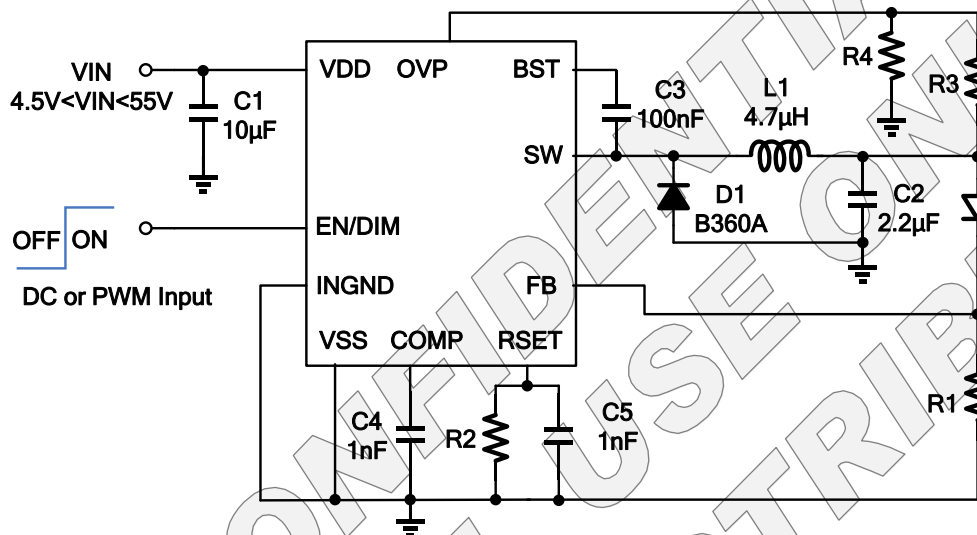 VIN
4.5V<VIN<55V
C1
10µF
VDD
OVP
BST
C3
100nF
L1
4.7µH
R4
R3
SW
D1
B360A
C2
2.2µF
OFF
ON
EN/DIM
DC or PWM Input
INGND
FB
VSS
COMP
RSET
C4
1nF
R2
C5
1nF
R1